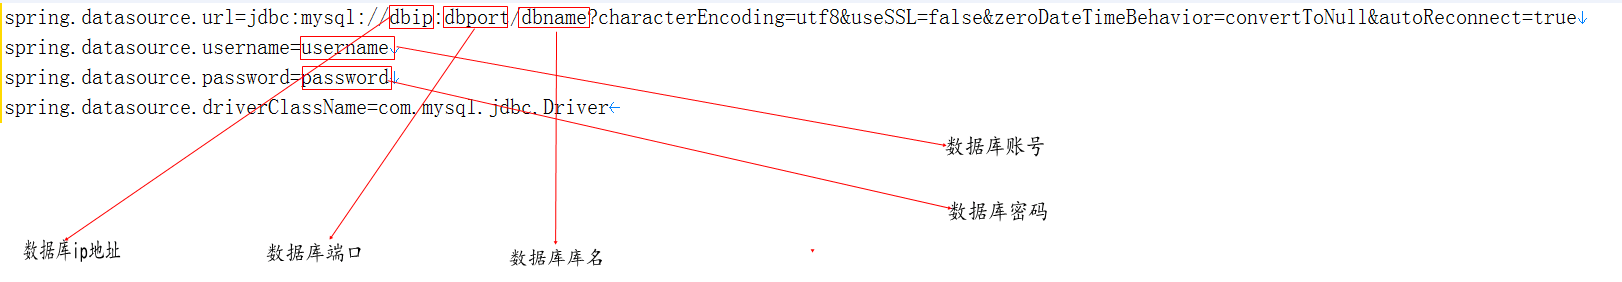 spring.datasource.url=jdbc:mysql://dbip:dbport/dbname?characterEncoding=utf8&useSSL=false&zeroDateTimeBehavior=convertToNull&autoReconnect=true↓
spring.datasource.username=username↓
spring.datasource.password=password↓
spring.datasource.driverClassName=com.mysql.jdbc.Driver←
数据库账号
数据库密码
数据库ip地址 数据库端口 数据库库名